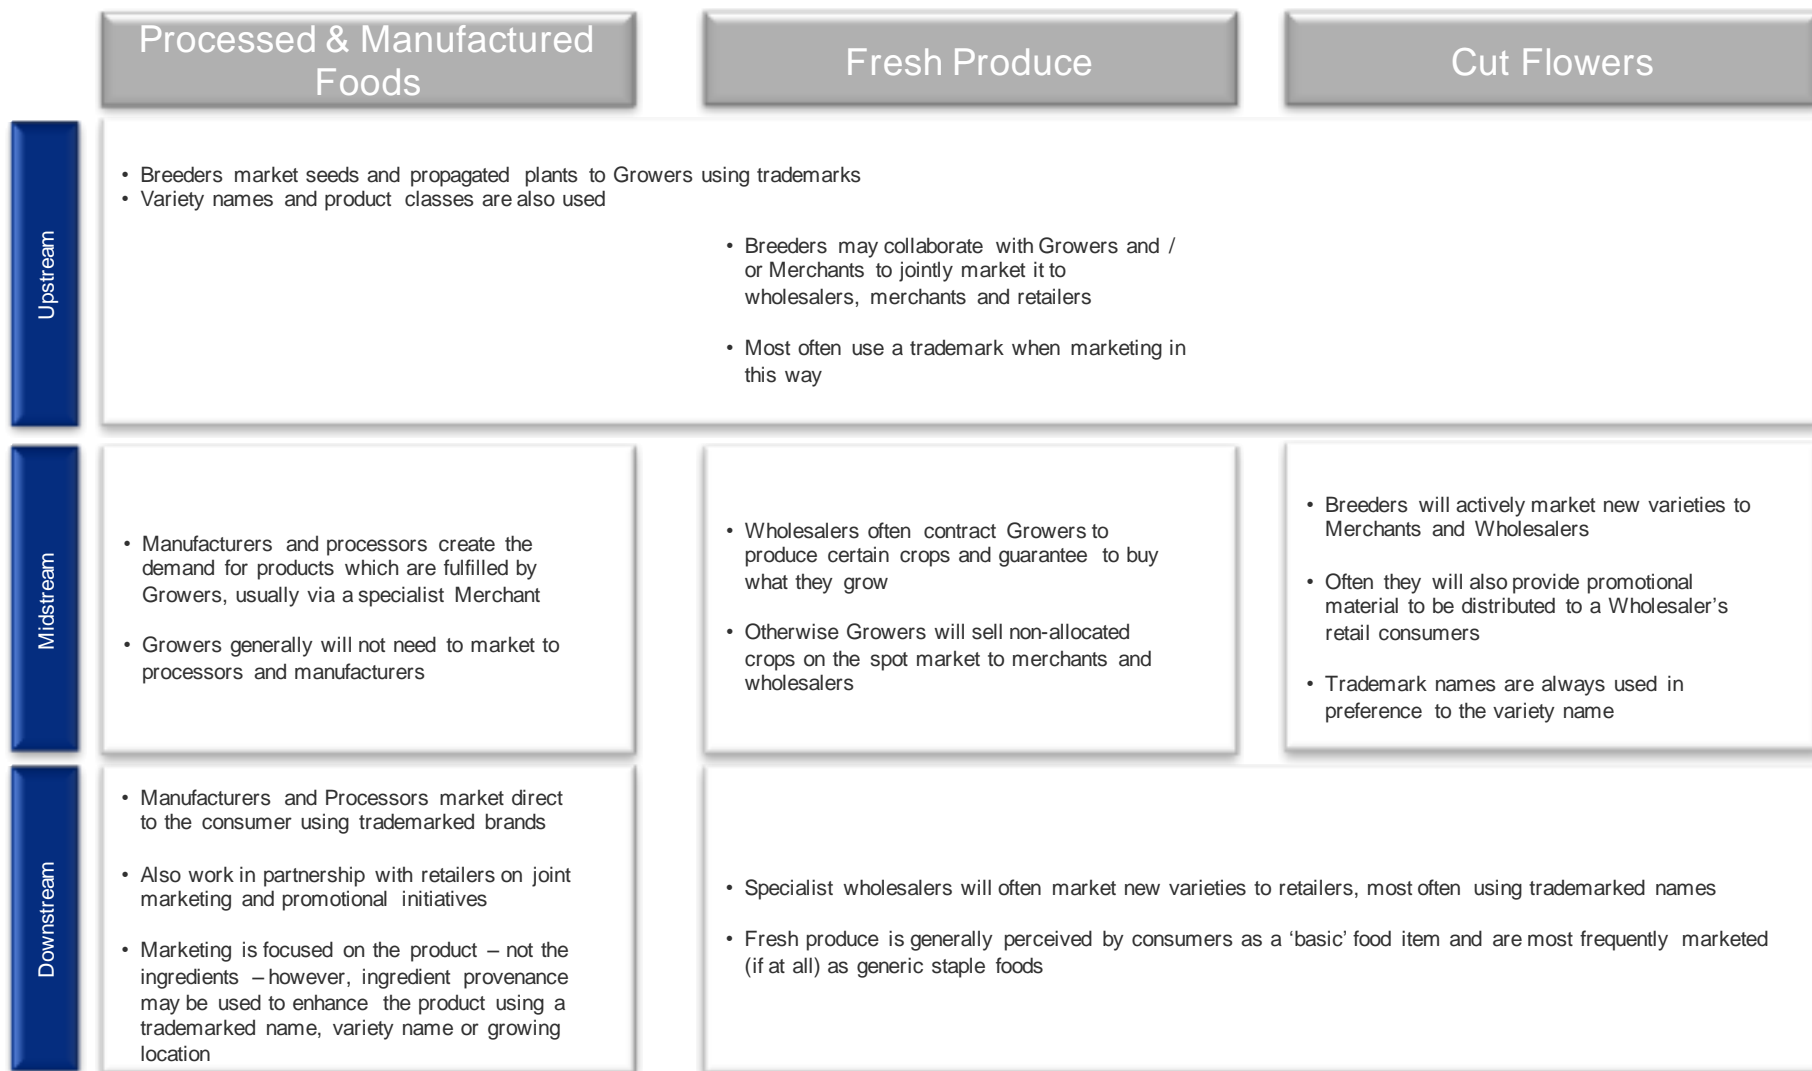 Processed & Manufactured
Foods
Fresh Produce
Cut Flowers
Upstream
• Breeders market seeds and propagated plants to Growers using trademarks
• Variety names and product classes are also used
• Breeders may collaborate with Growers and /
or Merchants to jointly market it to
wholesalers, merchants and retailers
• Most often use a trademark when marketing in
this way
Midstream
• Manufacturers and processors create the
demand for products which are fulfilled by
Growers, usually via a specialist Merchant
• Growers generally will not need to market to
processors and manufacturers
• Wholesalers often contract Growers to
produce certain crops and guarantee to buy
what they grow
• Otherwise Growers will sell non-allocated
crops on the spot market to merchants and
wholesalers
• Breeders will actively market new varieties to
Merchants and Wholesalers
• Often they will also provide promotional
material to be distributed to a Wholesaler's
retail consumers
• Trademark names are always used in
preference to the variety name
Downstream
• Manufacturers and Processors market direct
to the consumer using trademarked brands
• Also work in partnership with retailers on joint
marketing and promotional initiatives
• Marketing is focused on the product – not the
ingredients – however, ingredient provenance
may be used to enhance the product using a
trademarked name, variety name or growing
location
• Specialist wholesalers will often market new varieties to retailers, most often using trademarked names
• Fresh produce is generally perceived by consumers as a 'basic' food item and are most frequently marketed
(if at all) as generic staple foods